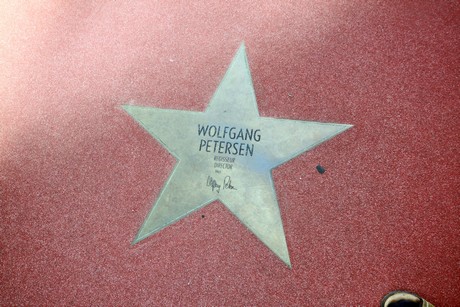 WOLFGANG
PETERSEN
REGISSEUR
DIRECTOR